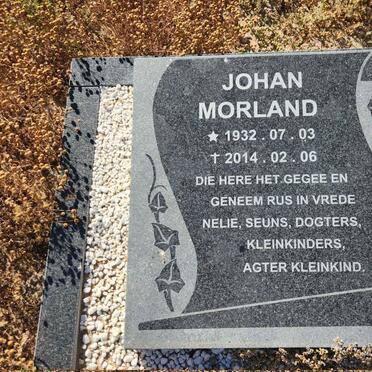 JOHAN
MORLAND
★ 1932 . 07 . 03
✝ 2014 . 02 . 06
DIE HERE HET GEGEE EN
GENEEM RUS IN VREDE
NELIE, SEUNS, DOGTERS,
KLEINKINDERS,
AGTER KLEINKIND.